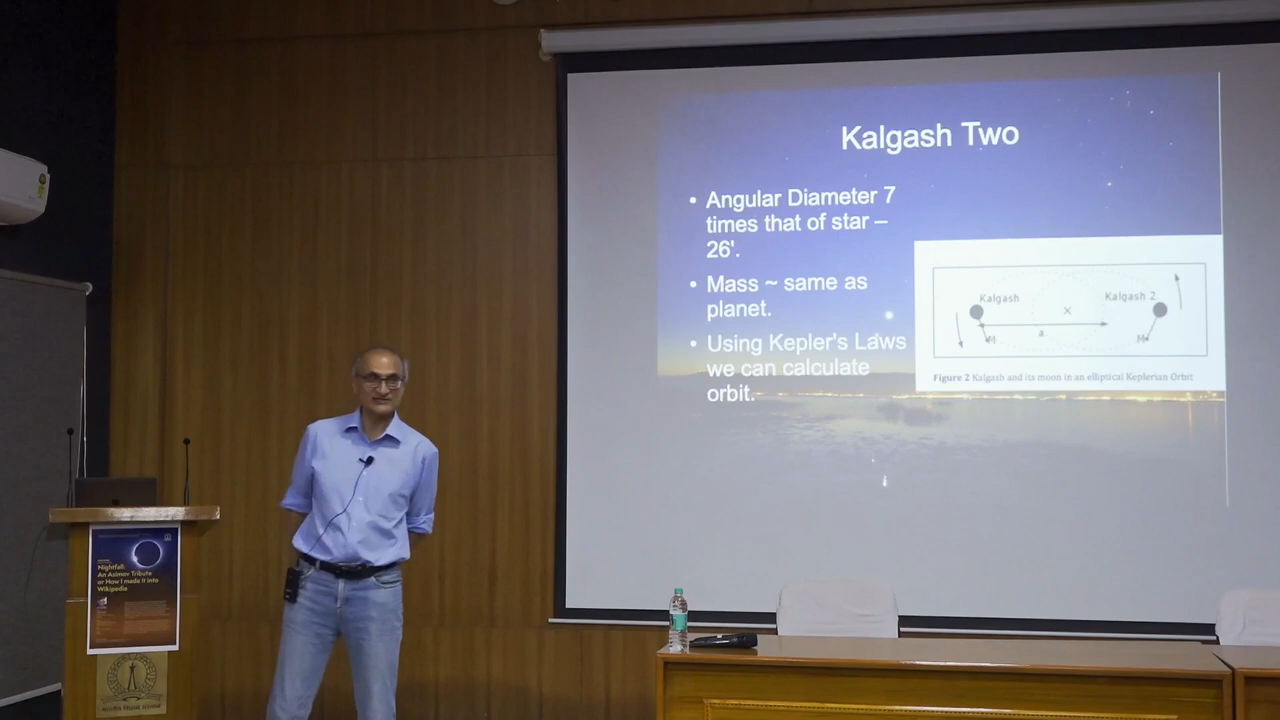 Kalgash Two
• Angular Diameter 7
times that of star –
26'.
• Mass ~ same as
planet.
• Using Kepler's Laws
we can calculate
orbit.
Kalgash
Kalgash 2
a
M
M
Figure 2 Kalgash and its moon in an elliptical Keplerian Orbit
Nightfall:
An Asimov Tribute
or How I made it into
Wikipedia